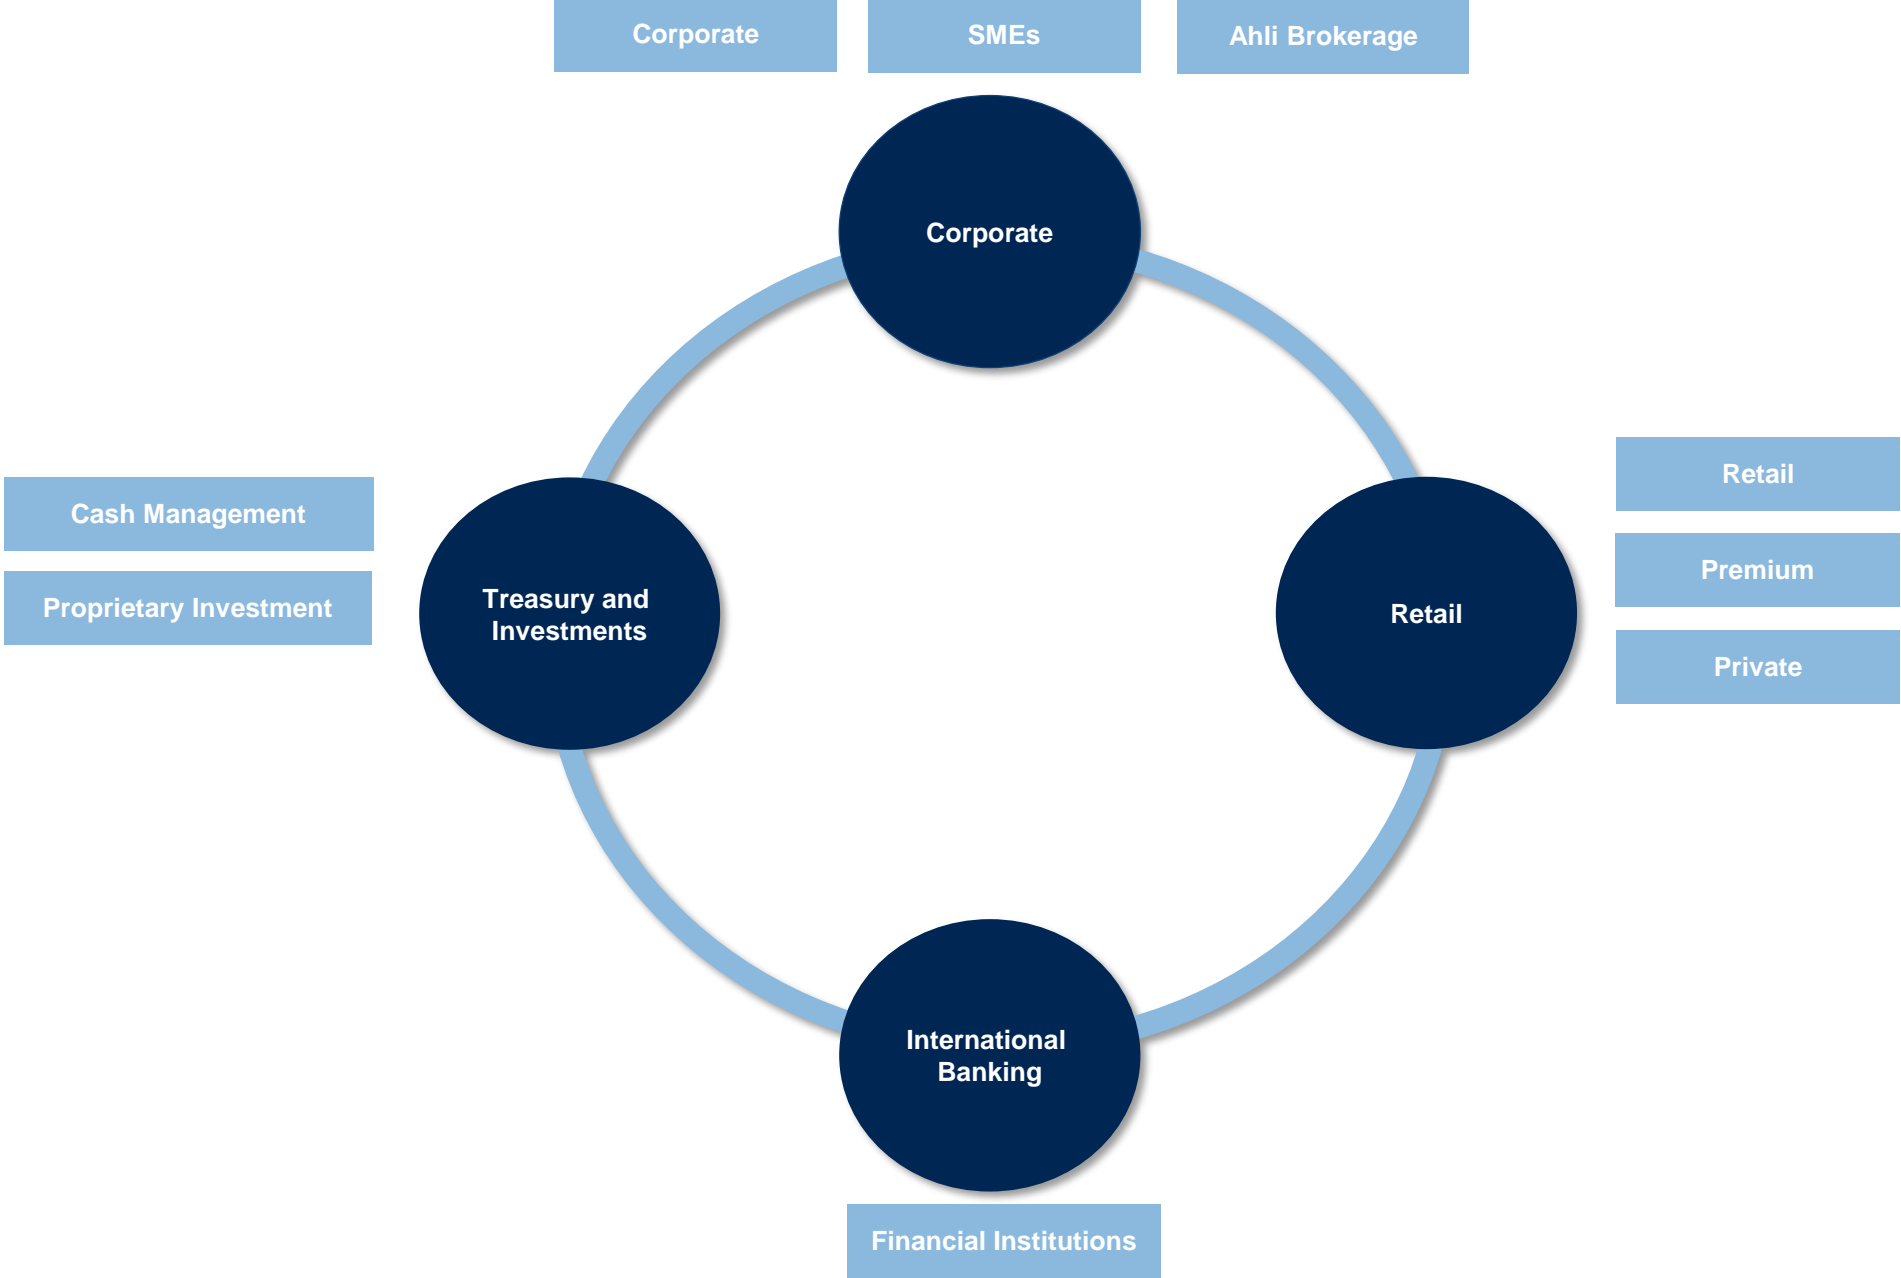 Corporate
SMEs
Ahli Brokerage
Corporate
Cash Management
Proprietary Investment
Treasury and
Investments
Retail
Retail
Premium
Private
International
Banking
Financial Institutions